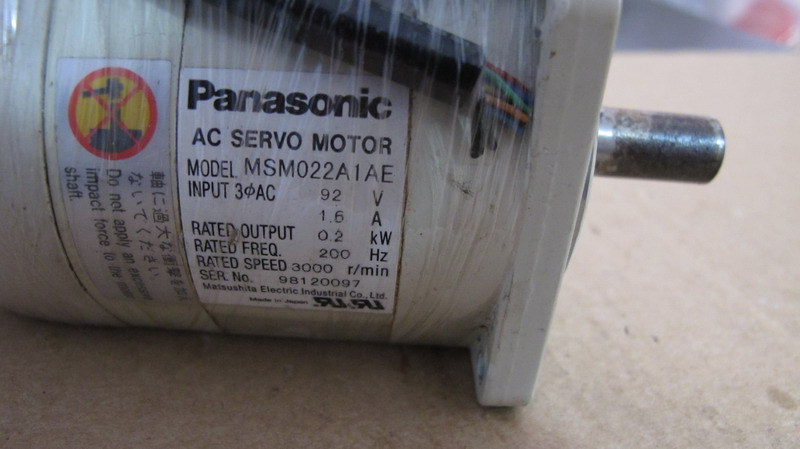 Panasonic
AC SERVO MOTOR
MODEL MSM022A1AE
INPUT 3φAC 92 V
1.6 A
RATED OUTPUT 0.2 kW
RATED FREQ. 200 Hz
RATED SPEED 3000 r/min
SER. No. 98120097
Matsushita Electric Industrial Co., Ltd.
Made in Japan
軸に過大な衝撃を
ないでください
Do not apply an excessive
impact force to the motor
shaft.